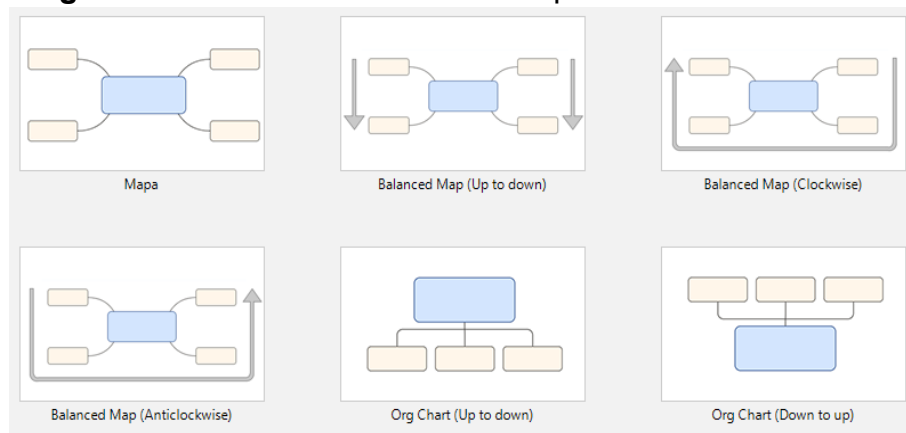 Mapa
Balanced Map (Up to down)
Balanced Map (Clockwise)
Balanced Map (Anticlockwise)
Org Chart (Up to down)
Org Chart (Down to up)